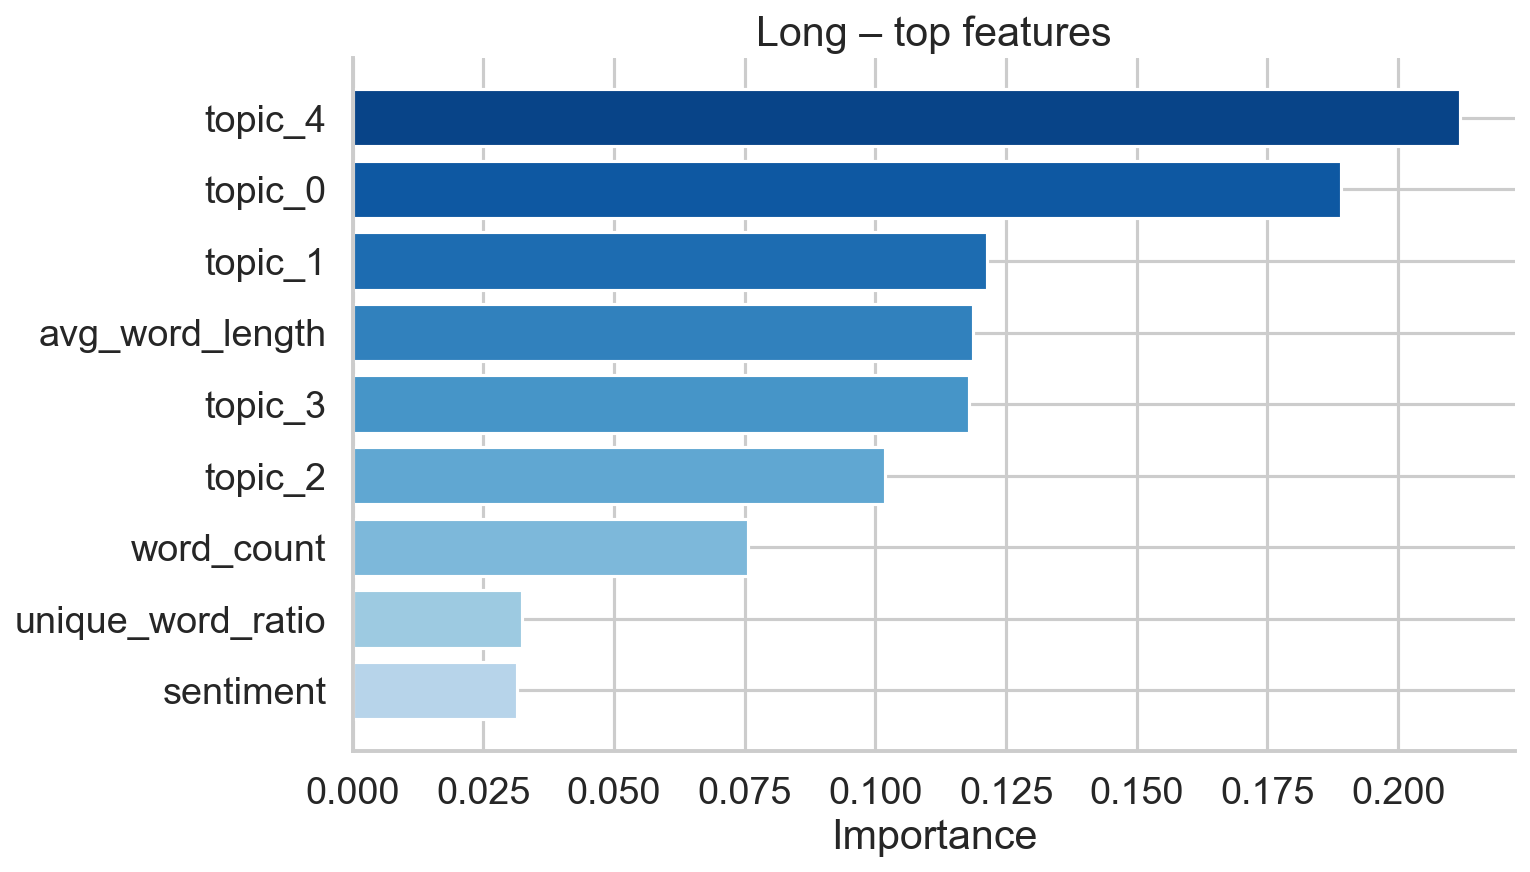 Long – top features
topic_4
topic_0
topic_1
avg_word_length
topic_3
topic_2
word_count
unique_word_ratio
sentiment
0.000 0.025 0.050 0.075 0.100 0.125 0.150 0.175 0.200
Importance